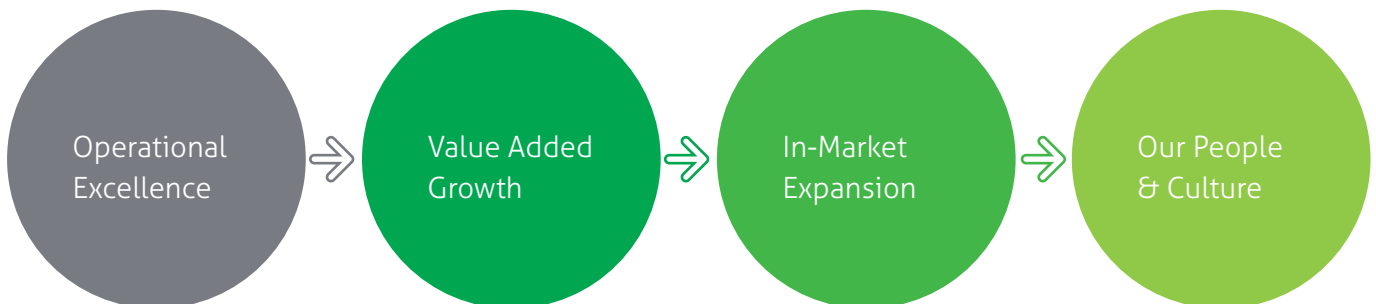 Operational
Excellence
Value Added
Growth
In-Market
Expansion
Our People
& Culture